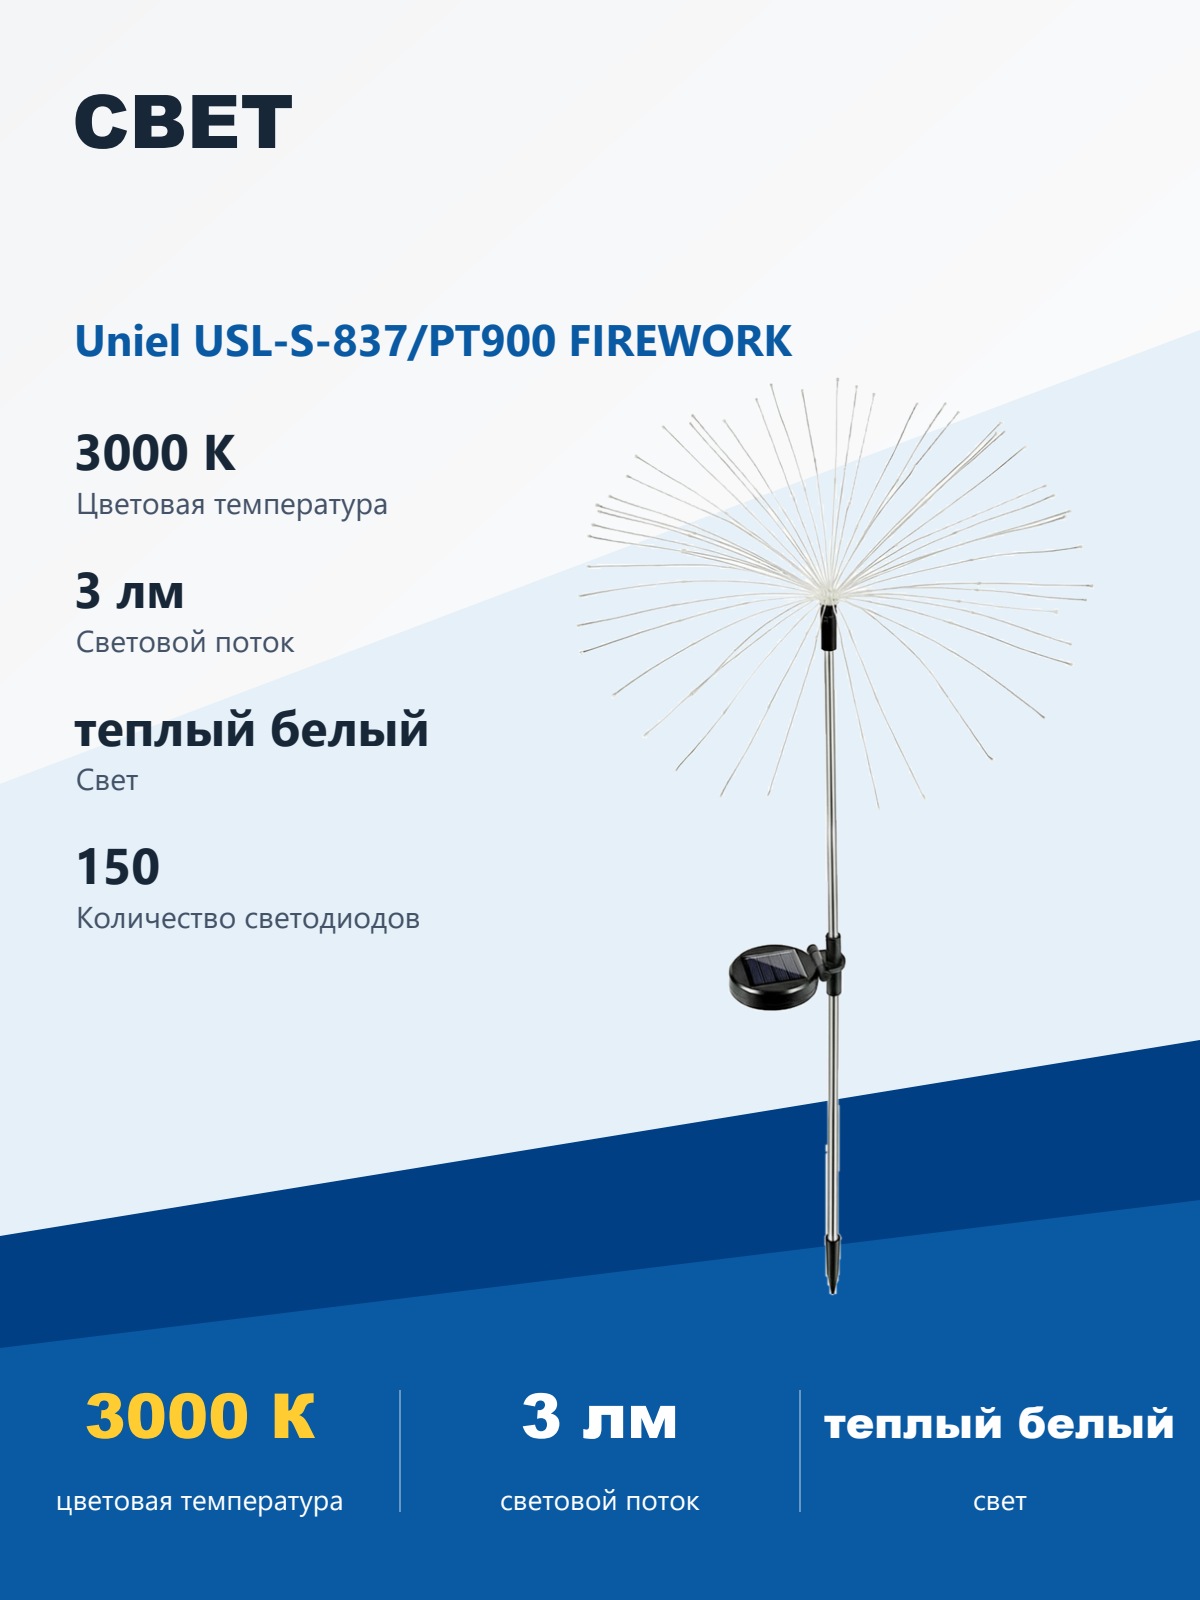 СВЕТ
Uniel USL-S-837/PT900 FIREWORK
3000 К
Цветовая температура
3 лм
Световой поток
теплый белый
Свет
150
Количество светодиодов
3000 К
цветовая температура
3 лм
световой поток
теплый белый
свет